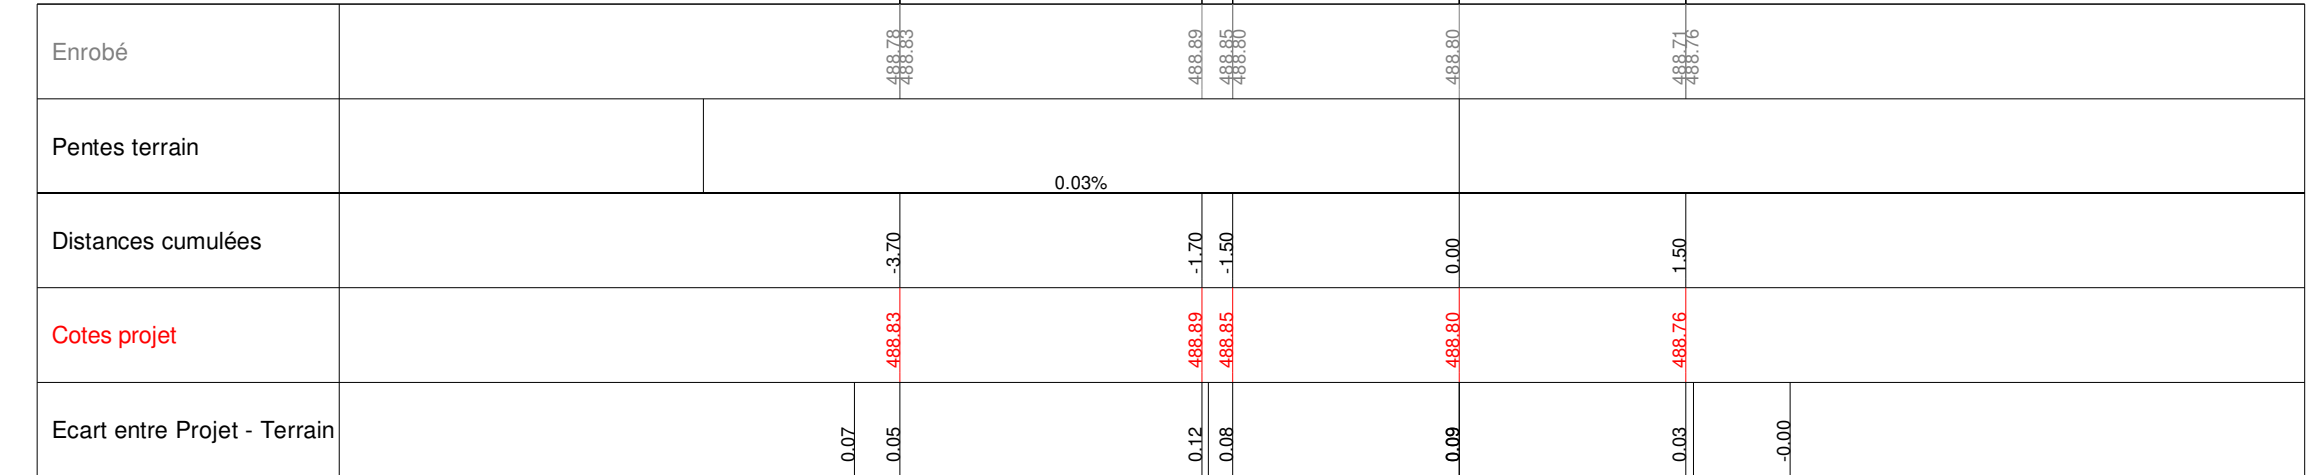 Enrobé 488.78 488.83 488.89 488.85 488.80 488.80 488.71 488.76
Pentes terrain 0.03%
Distances cumulées -3.70 -1.70 -1.50 0.00 1.50
Cotes projet 488.83 488.89 488.85 488.80 488.76
Ecart entre Projet - Terrain 0.07 0.05 0.12 0.08 0.09 0.03 -0.00